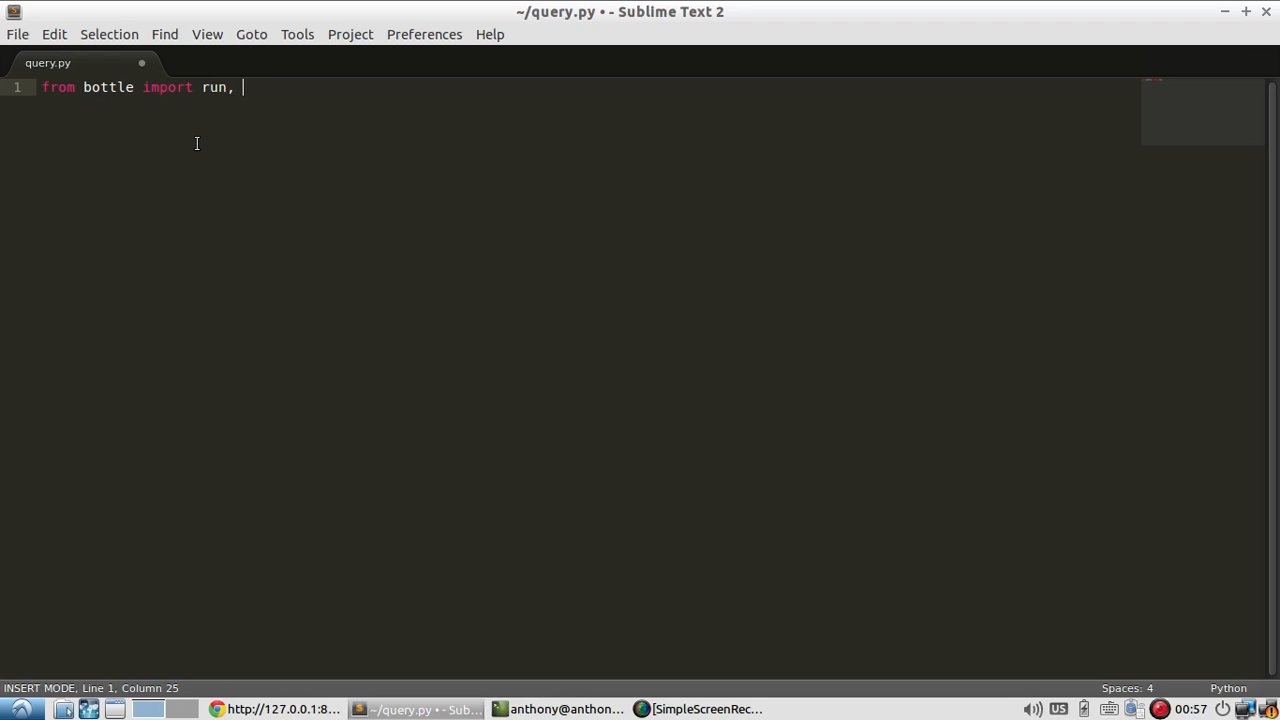 ~/query.py • - Sublime Text 2
File Edit Selection Find View Goto Tools Project Preferences Help
query.py
1 from bottle import run,
INSERT MODE, Line 1, Column 25 Spaces: 4 Python
http://127.0.0.1:8... ~/query.py • - Sub... anthony@anthon... [SimpleScreenRec... US 00:57